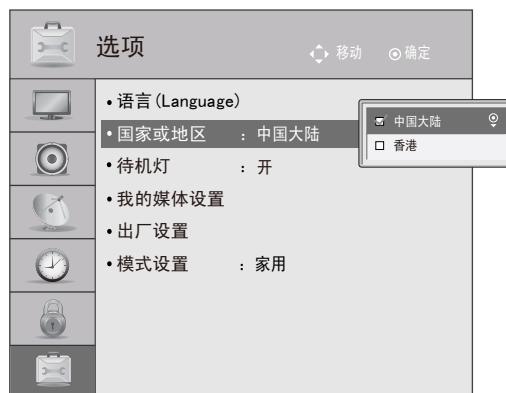 选项
移动 确定
• 语言(Language)
• 国家或地区 : 中国大陆
中国大陆
香港
• 待机灯 : 开
• 我的媒体设置
• 出厂设置
• 模式设置 : 家用